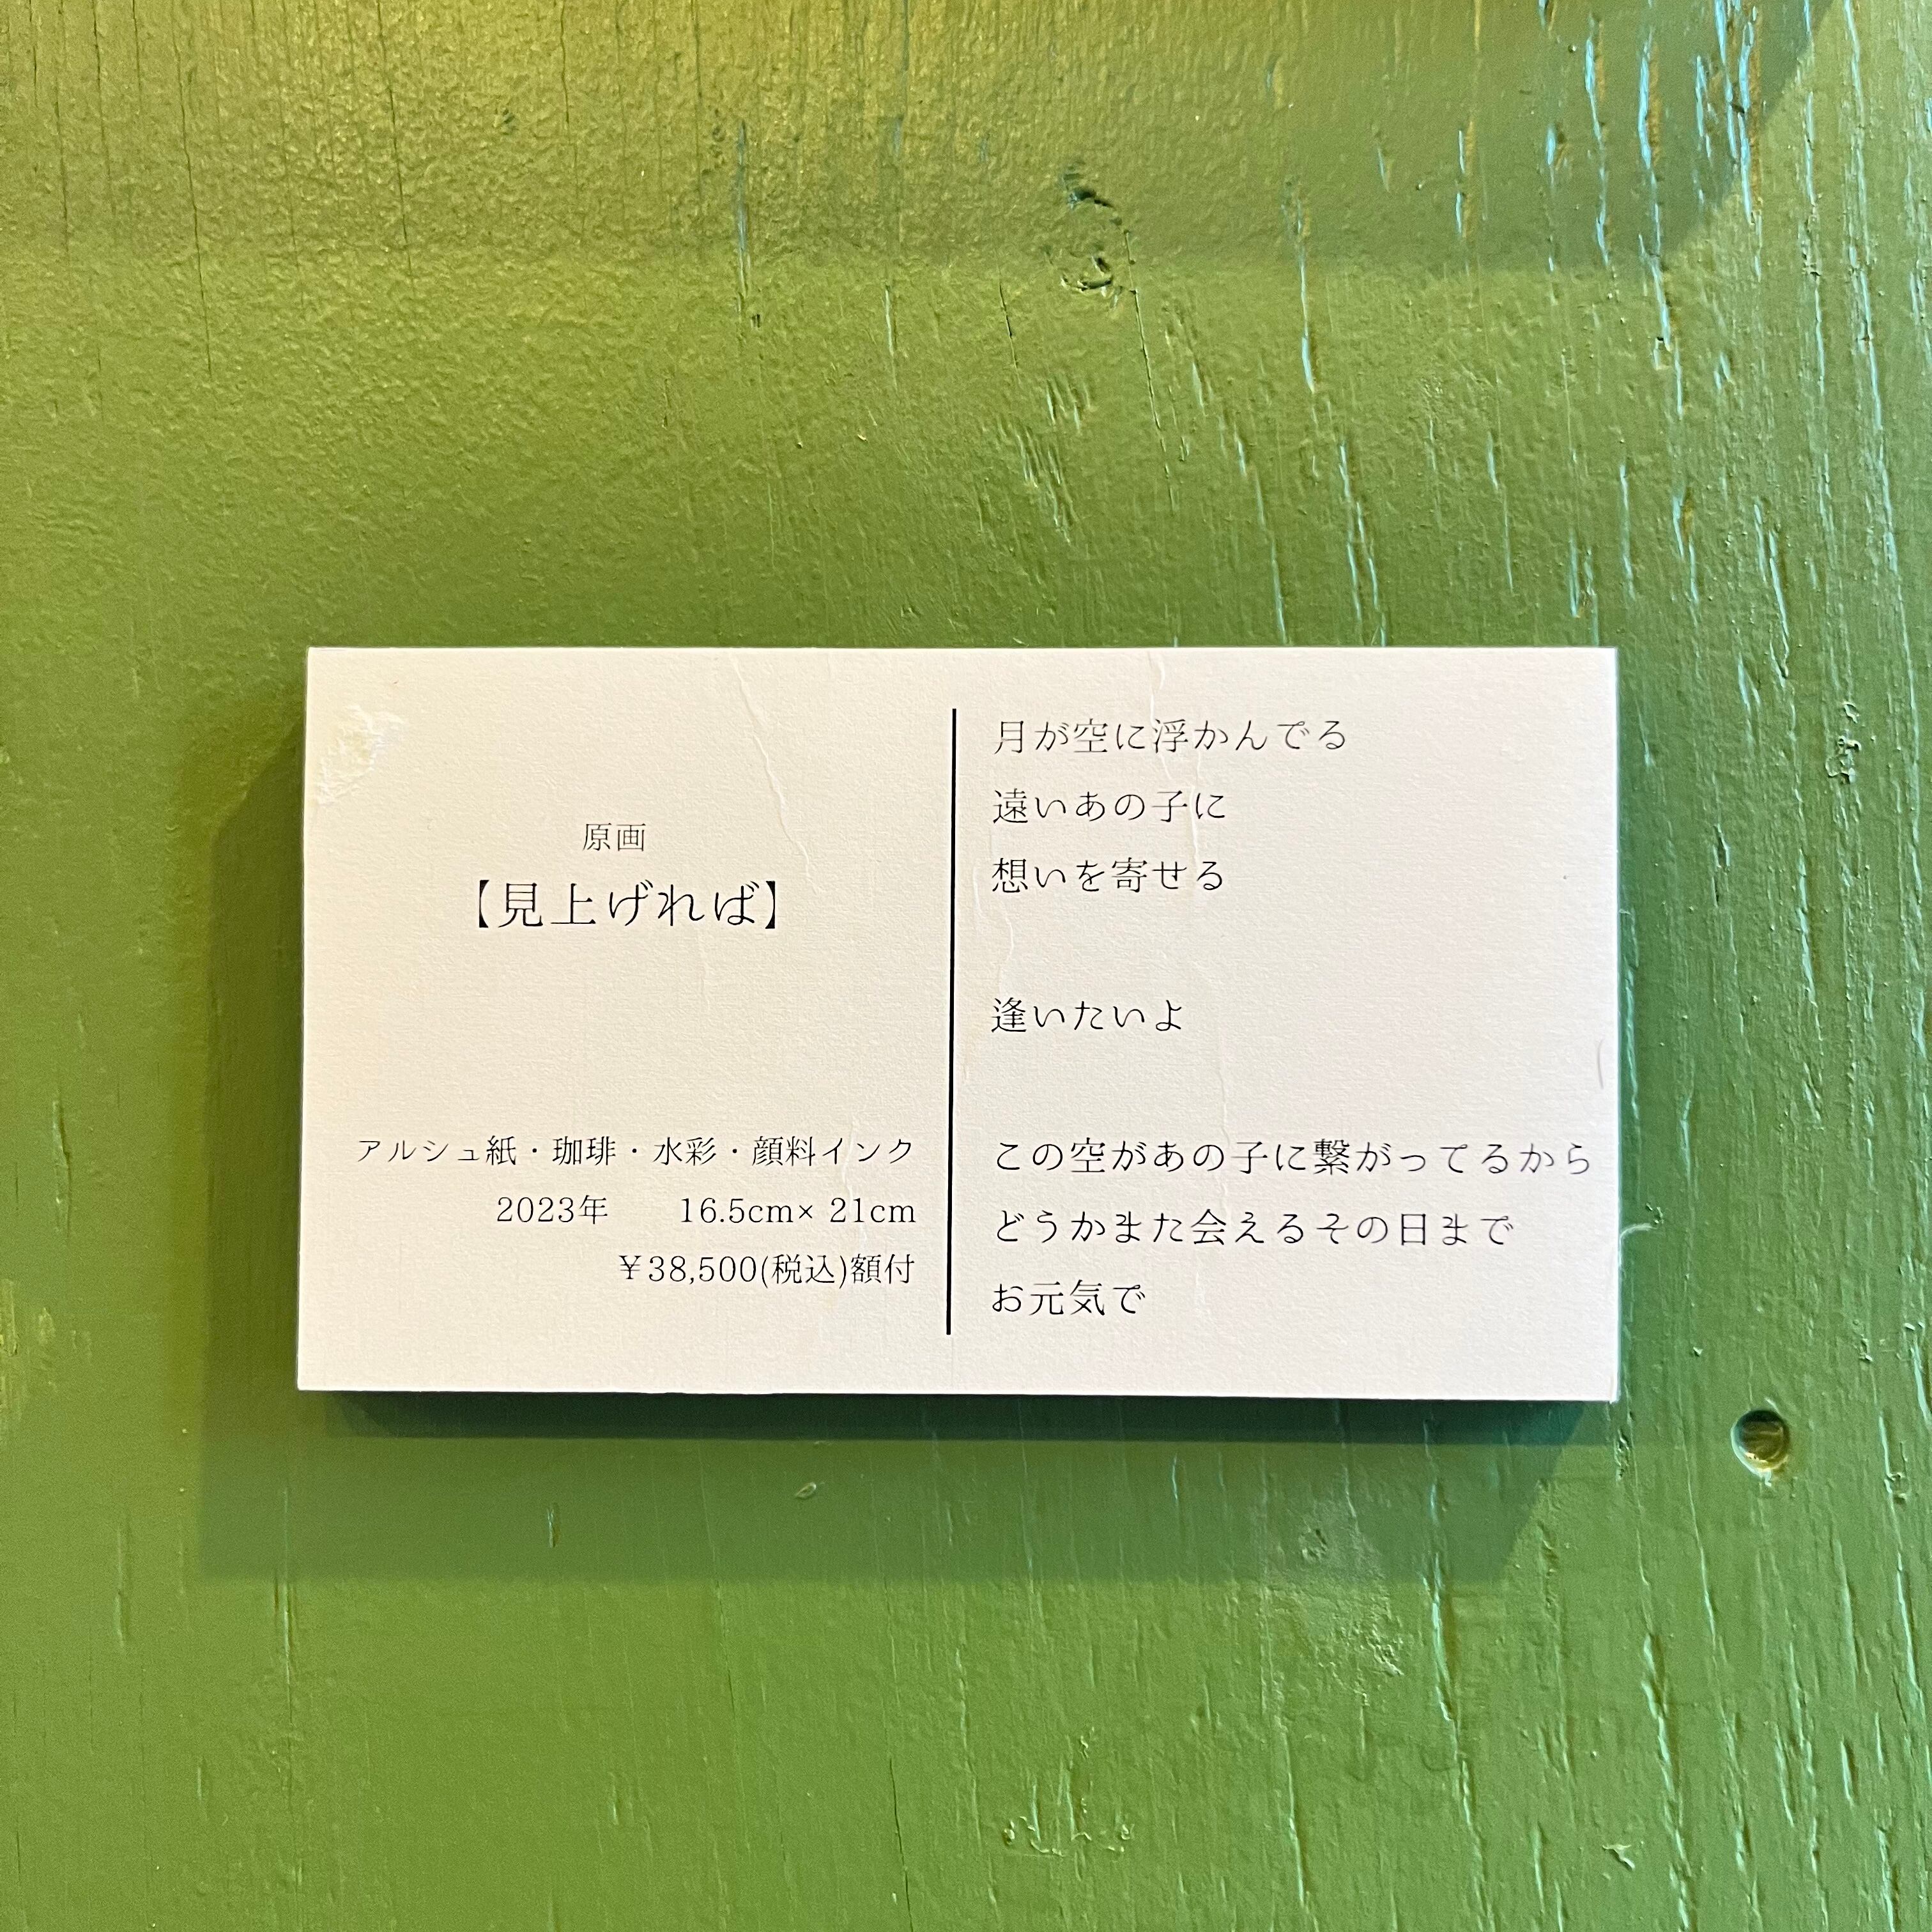 原画
【見上げれば】
アルシュ紙・珈琲・水彩・顔料インク
2023年　　16.5cm× 21cm
￥38,500(税込)額付
月が空に浮かんでる
遠いあの子に
想いを寄せる
逢いたいよ
この空があの子に繋がってるから
どうかまた会えるその日まで
お元気で